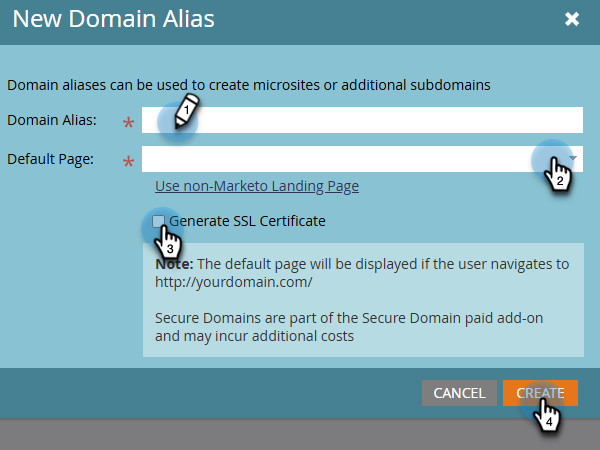 New Domain Alias
Domain aliases can be used to create microsites or additional subdomains
Domain Alias: *
1
Default Page: *
2
Use non-Marketo Landing Page
Generate SSL Certificate
3
Note: The default page will be displayed if the user navigates to
http://yourdomain.com/
Secure Domains are part of the Secure Domain paid add-on
and may incur additional costs
CANCEL
CREATE
4